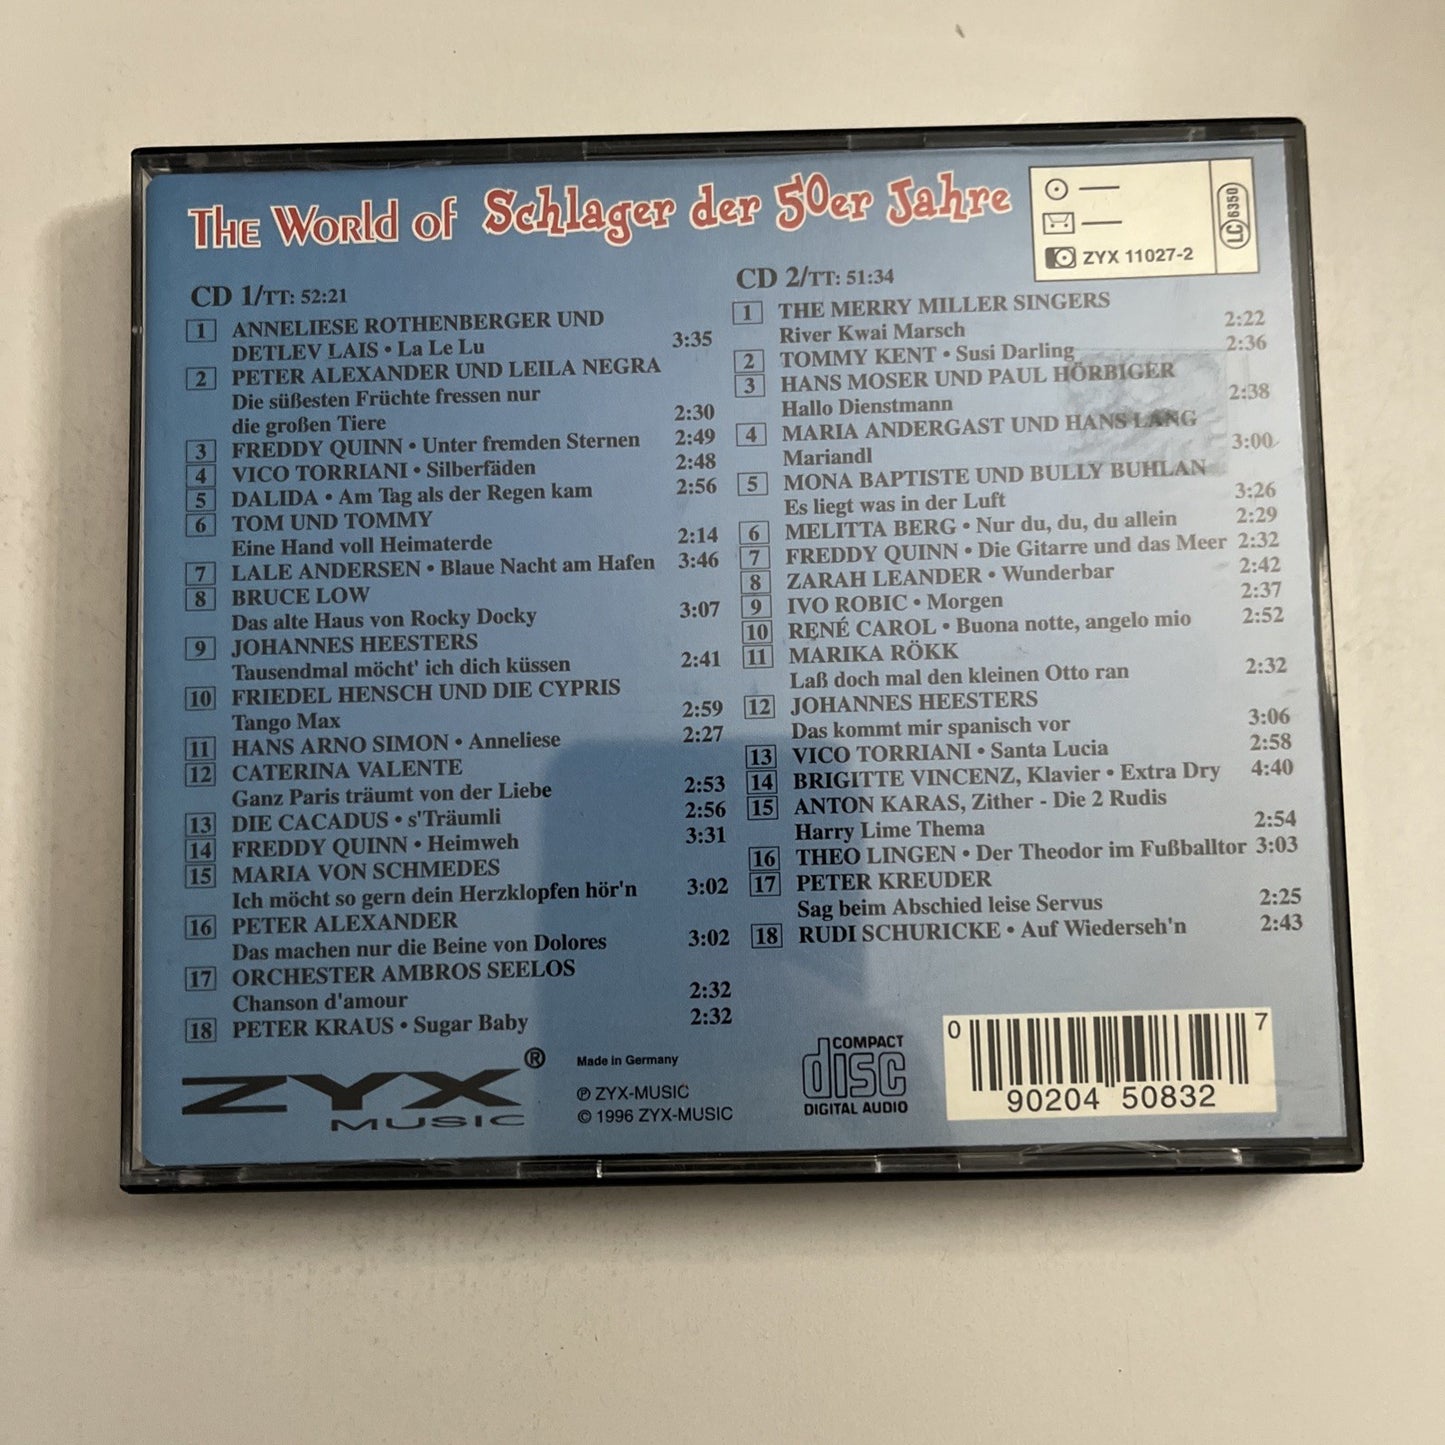 The World of Schlager der 50er Jahre
ZYX 11027-2
LC 6350
CD 1/TT: 52:21
1 ANNELIESE ROTHENBERGER UND
DETLEV LAIS • La Le Lu 3:35
2 PETER ALEXANDER UND LEILA NEGRA
Die süßesten Früchte fressen nur
die großen Tiere 2:30
3 FREDDY QUINN • Unter fremden Sternen 2:49
4 VICO TORRIANI • Silberfäden 2:48
5 DALIDA • Am Tag als der Regen kam 2:56
6 TOM UND TOMMY
Eine Hand voll Heimaterde 2:14
7 LALE ANDERSEN • Blaue Nacht am Hafen 3:46
8 BRUCE LOW
Das alte Haus von Rocky Docky 3:07
9 JOHANNES HEESTERS
Tausendmal möcht' ich dich küssen 2:41
10 FRIEDEL HENSCH UND DIE CYPRIS
Tango Max 2:59
11 HANS ARNO SIMON • Anneliese 2:27
12 CATERINA VALENTE
Ganz Paris träumt von der Liebe 2:53
13 DIE CACADUS • s'Träumli 2:56
14 FREDDY QUINN • Heimweh 3:31
15 MARIA VON SCHMEDES
Ich möcht so gern dein Herzklopfen hör'n 3:02
16 PETER ALEXANDER
Das machen nur die Beine von Dolores 3:02
17 ORCHESTER AMBROS SEELOS
Chanson d'amour 2:32
18 PETER KRAUS • Sugar Baby 2:32
CD 2/TT: 51:34
1 THE MERRY MILLER SINGERS
River Kwai Marsch 2:22
2 TOMMY KENT • Susi Darling 2:36
3 HANS MOSER UND PAUL HÖRBIGER
Hallo Dienstmann 2:38
4 MARIA ANDERGAST UND HANS LANG
Mariandl 3:00
5 MONA BAPTISTE UND BULLY BUHLAN
Es liegt was in der Luft 3:26
6 MELITTA BERG • Nur du, du, du allein 2:29
7 FREDDY QUINN • Die Gitarre und das Meer 2:32
8 ZARAH LEANDER • Wunderbar 2:42
9 IVO ROBIC • Morgen 2:37
10 RENÉ CAROL • Buona notte, angelo mio 2:52
11 MARIKA RÖKK
Laß doch mal den kleinen Otto ran 2:32
12 JOHANNES HEESTERS
Das kommt mir spanisch vor 3:06
13 VICO TORRIANI • Santa Lucia 2:58
14 BRIGITTE VINCENZ, Klavier • Extra Dry 4:40
15 ANTON KARAS, Zither - Die 2 Rudis
Harry Lime Thema 2:54
16 THEO LINGEN • Der Theodor im Fußballtor 3:03
17 PETER KREUDER
Sag beim Abschied leise Servus 2:25
18 RUDI SCHURICKE • Auf Wiederseh'n 2:43
ZYX ®
MUSIC
Made in Germany
℗ ZYX-MUSIC
© 1996 ZYX-MUSIC
COMPACT
disc
DIGITAL AUDIO
0 90204 50832 7